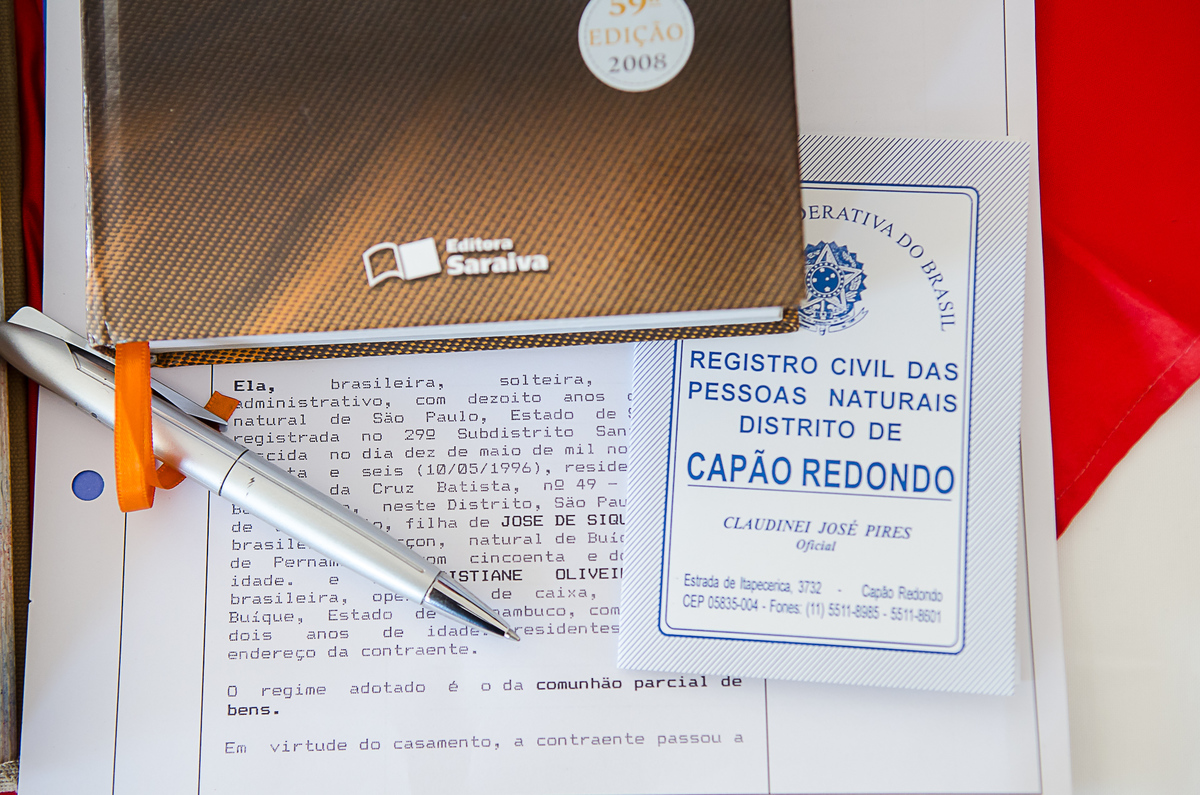 59ª
EDIÇÃO
2008
Editora
Saraiva
DERATIVA DO BRASIL
REGISTRO CIVIL DAS
PESSOAS NATURAIS
DISTRITO DE
CAPÃO REDONDO
CLAUDINEI JOSÉ PIRES
Oficial
Estrada de Itapecerica, 3732 - Capão Redondo
CEP 05835-004 - Fones: (11) 5511-8985 - 5511-8601
Ela, brasileira, solteira,
administrativo, com dezoito anos
natural de São Paulo, Estado de
registrada no 29º Subdistrito
no dia dez de maio de mil
e seis (10/05/1996),
da Cruz Batista, nº 49 -
neste Distrito, São
de filha de JOSE DE
natural de
de com cincoenta e
idade. e
brasileira, de caixa,
Buíque, Estado de com
dois anos de idade. residentes
endereço da contraente.
O regime adotado é o da comunhão parcial de
bens.
Em virtude do casamento, a contraente passou a